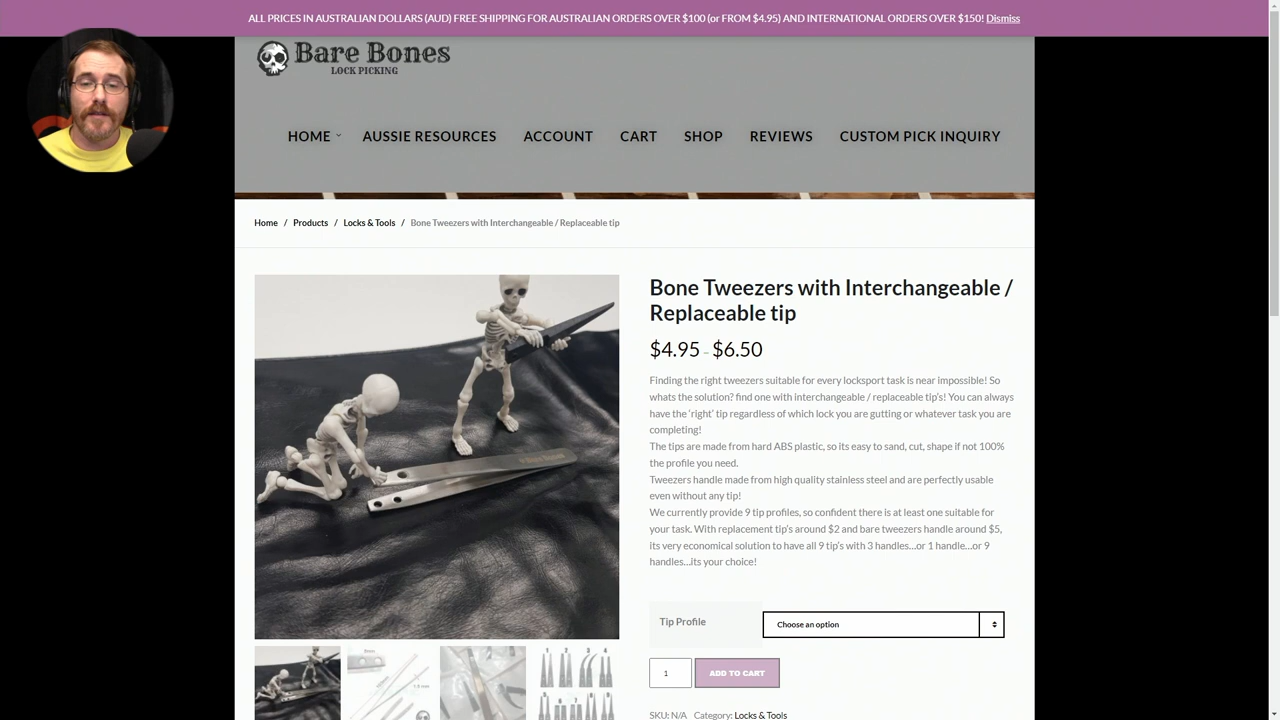 ALL PRICES IN AUSTRALIAN DOLLARS (AUD) FREE SHIPPING FOR AUSTRALIAN ORDERS OVER $100 (or FROM $4.95) AND INTERNATIONAL ORDERS OVER $150! Dismiss
Bare Bones
LOCK PICKING
HOME AUSSIE RESOURCES ACCOUNT CART SHOP REVIEWS CUSTOM PICK INQUIRY
Home / Products / Locks & Tools / Bone Tweezers with Interchangeable / Replaceable tip
Bone Tweezers with Interchangeable /
Replaceable tip
$4.95 – $6.50
Finding the right tweezers suitable for every locksport task is near impossible! So
whats the solution? find one with interchangeable / replaceable tip's! You can always
have the 'right' tip regardless of which lock you are gutting or whatever task you are
completing!
The tips are made from hard ABS plastic, so its easy to sand, cut, shape if not 100%
the profile you need.
Tweezers handle made from high quality stainless steel and are perfectly usable
even without any tip!
We currently provide 9 tip profiles, so confident there is at least one suitable for
your task. With replacement tip's around $2 and bare tweezers handle around $5,
its very economical solution to have all 9 tip's with 3 handles...or 1 handle...or 9
handles...its your choice!
Tip Profile
Choose an option
1
ADD TO CART
SKU: N/A Category: Locks & Tools